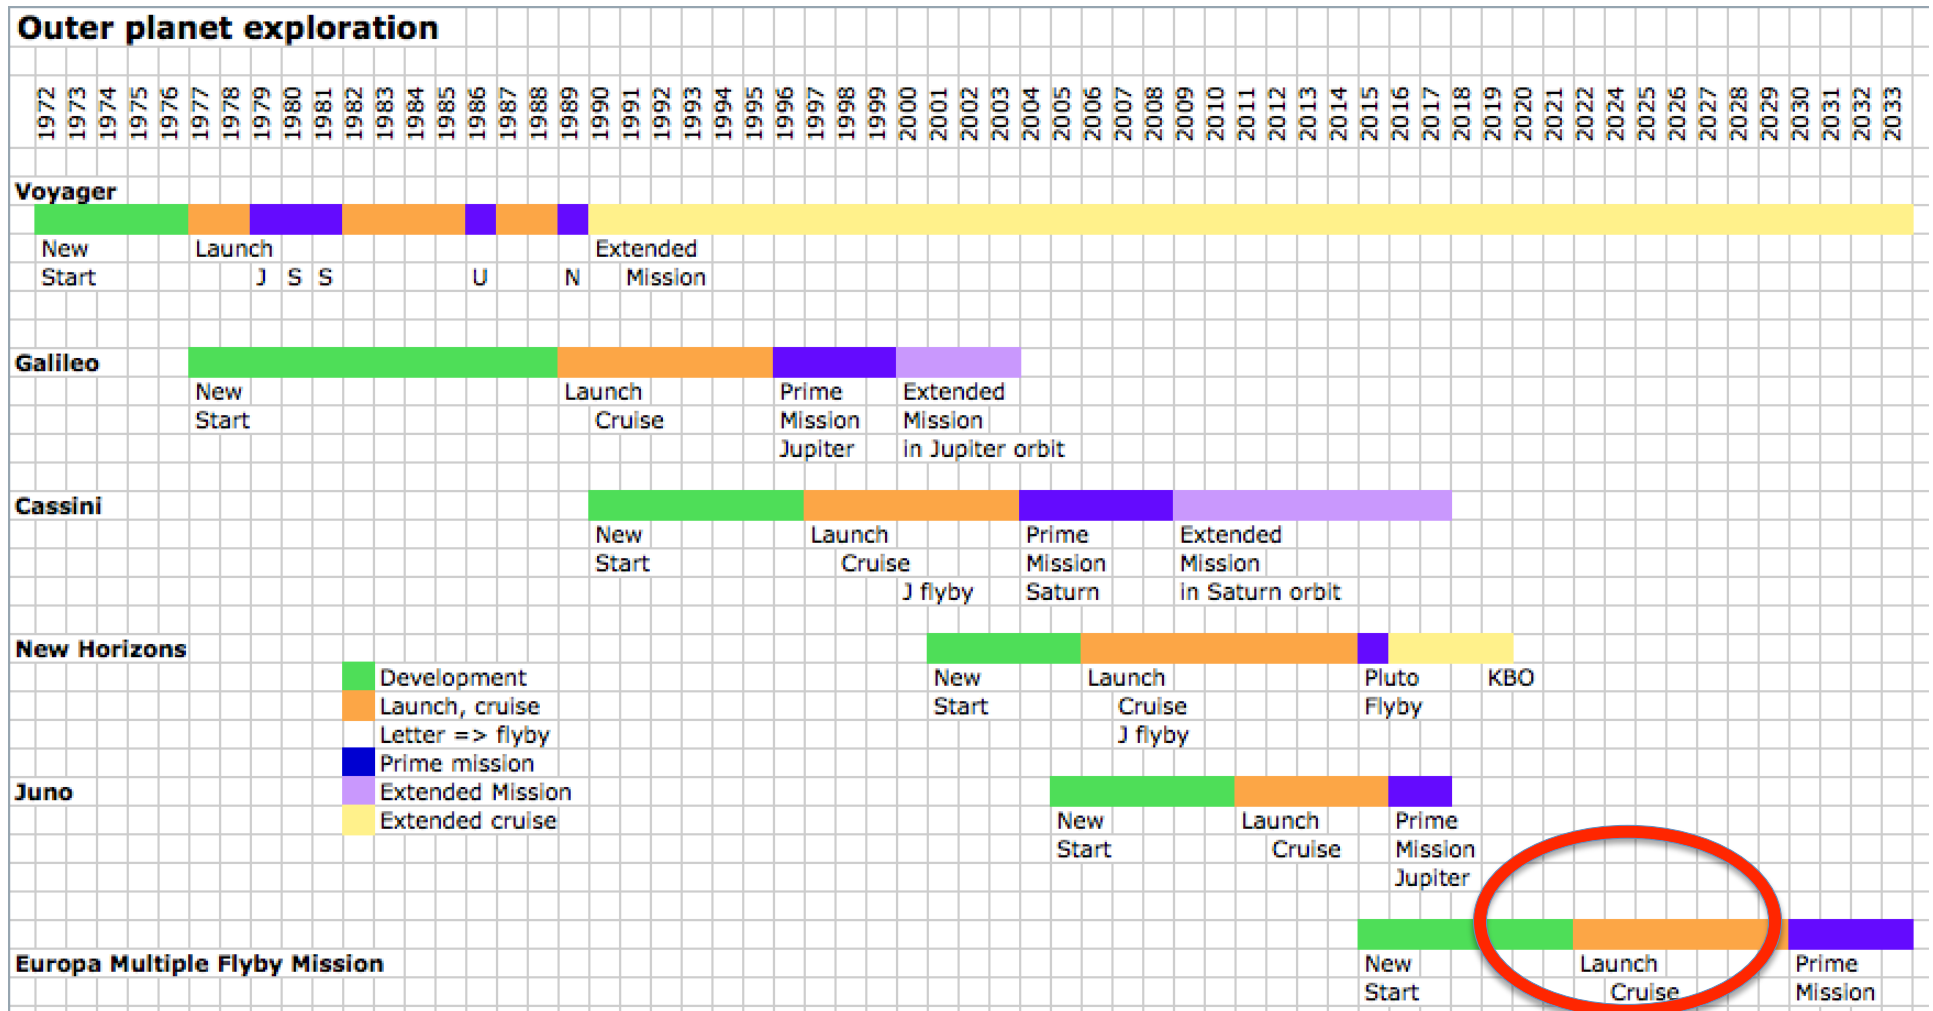 Outer planet exploration
1972 1973 1974 1975 1976 1977 1978 1979 1980 1981 1982 1983 1984 1985 1986 1987 1988 1989 1990 1991 1992 1993 1994 1995 1996 1997 1998 1999 2000 2001 2002 2003 2004 2005 2006 2007 2008 2009 2010 2011 2012 2013 2014 2015 2016 2017 2018 2019 2020 2021 2022 2024 2025 2026 2027 2028 2029 2030 2031 2032 2033
Voyager
New Launch Extended
Start J S S U N Mission
Galileo
New Launch Prime Extended
Start Cruise Mission Mission
Jupiter in Jupiter orbit
Cassini
New Launch Prime Extended
Start Cruise Mission Mission
J flyby Saturn in Saturn orbit
New Horizons
Development New Launch Pluto KBO
Launch, cruise Start Cruise Flyby
Letter => flyby J flyby
Prime mission
Juno Extended Mission
Extended cruise New Launch Prime
Start Cruise Mission
Jupiter
Europa Multiple Flyby Mission New Launch Prime
Start Cruise Mission